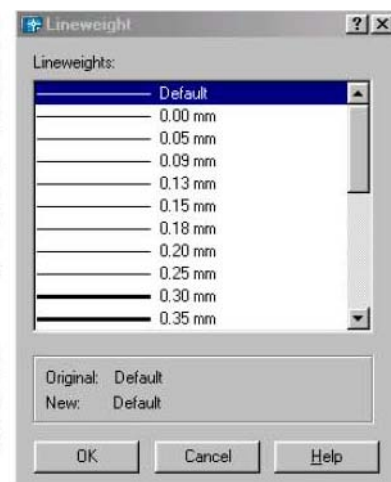 Lineweight
Lineweights:
Default
0.00 mm
0.05 mm
0.09 mm
0.13 mm
0.15 mm
0.18 mm
0.20 mm
0.25 mm
0.30 mm
0.35 mm
Original: Default
New: Default
OK Cancel Help